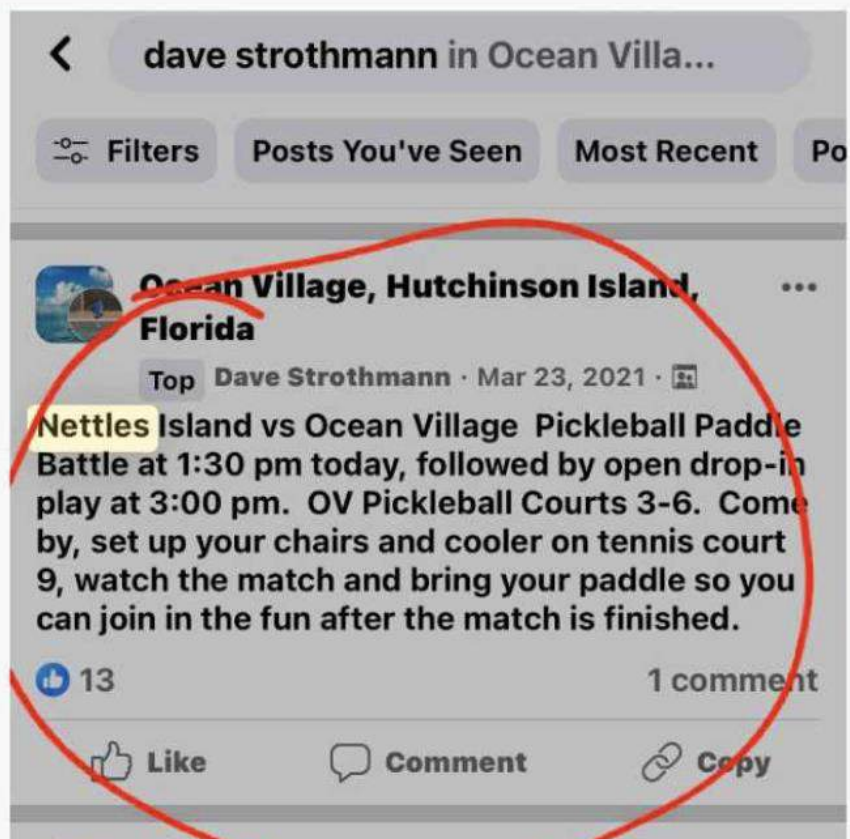 dave strothmann in Ocean Villa...
Filters Posts You've Seen Most Recent Po
Ocean Village, Hutchinson Island,
Florida
Top Dave Strothmann · Mar 23, 2021 ·
Nettles Island vs Ocean Village Pickleball Paddle
Battle at 1:30 pm today, followed by open drop-in
play at 3:00 pm. OV Pickleball Courts 3-6. Come
by, set up your chairs and cooler on tennis court
9, watch the match and bring your paddle so you
can join in the fun after the match is finished.
13 1 comment
Like Comment Copy